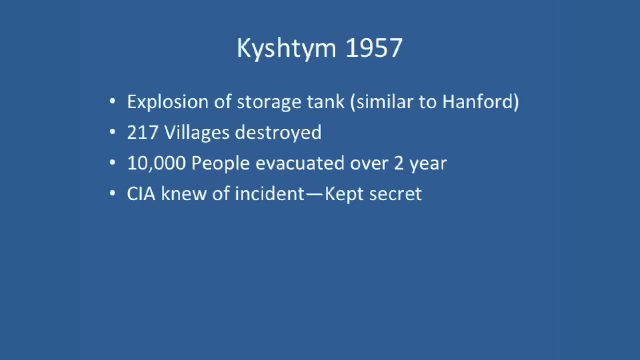 Kyshtym 1957
• Explosion of storage tank (similar to Hanford)
• 217 Villages destroyed
• 10,000 People evacuated over 2 year
• CIA knew of incident—Kept secret